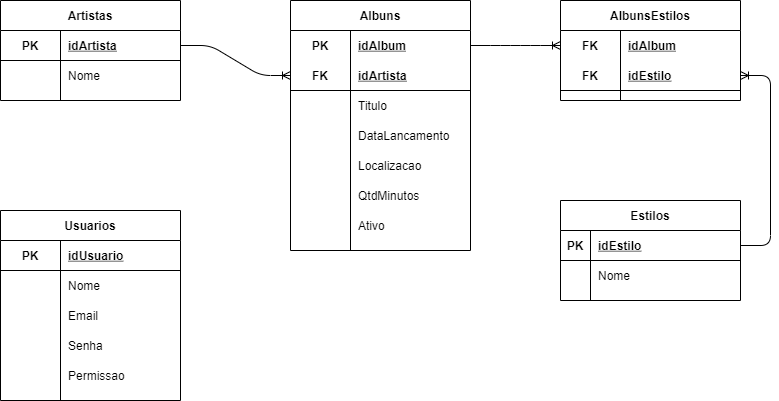 Artistas
PK idArtista
Nome
Albuns
PK idAlbum
FK idArtista
Titulo
DataLancamento
Localizacao
QtdMinutos
Ativo
AlbunsEstilos
FK idAlbum
FK idEstilo
Usuarios
PK idUsuario
Nome
Email
Senha
Permissao
Estilos
PK idEstilo
Nome